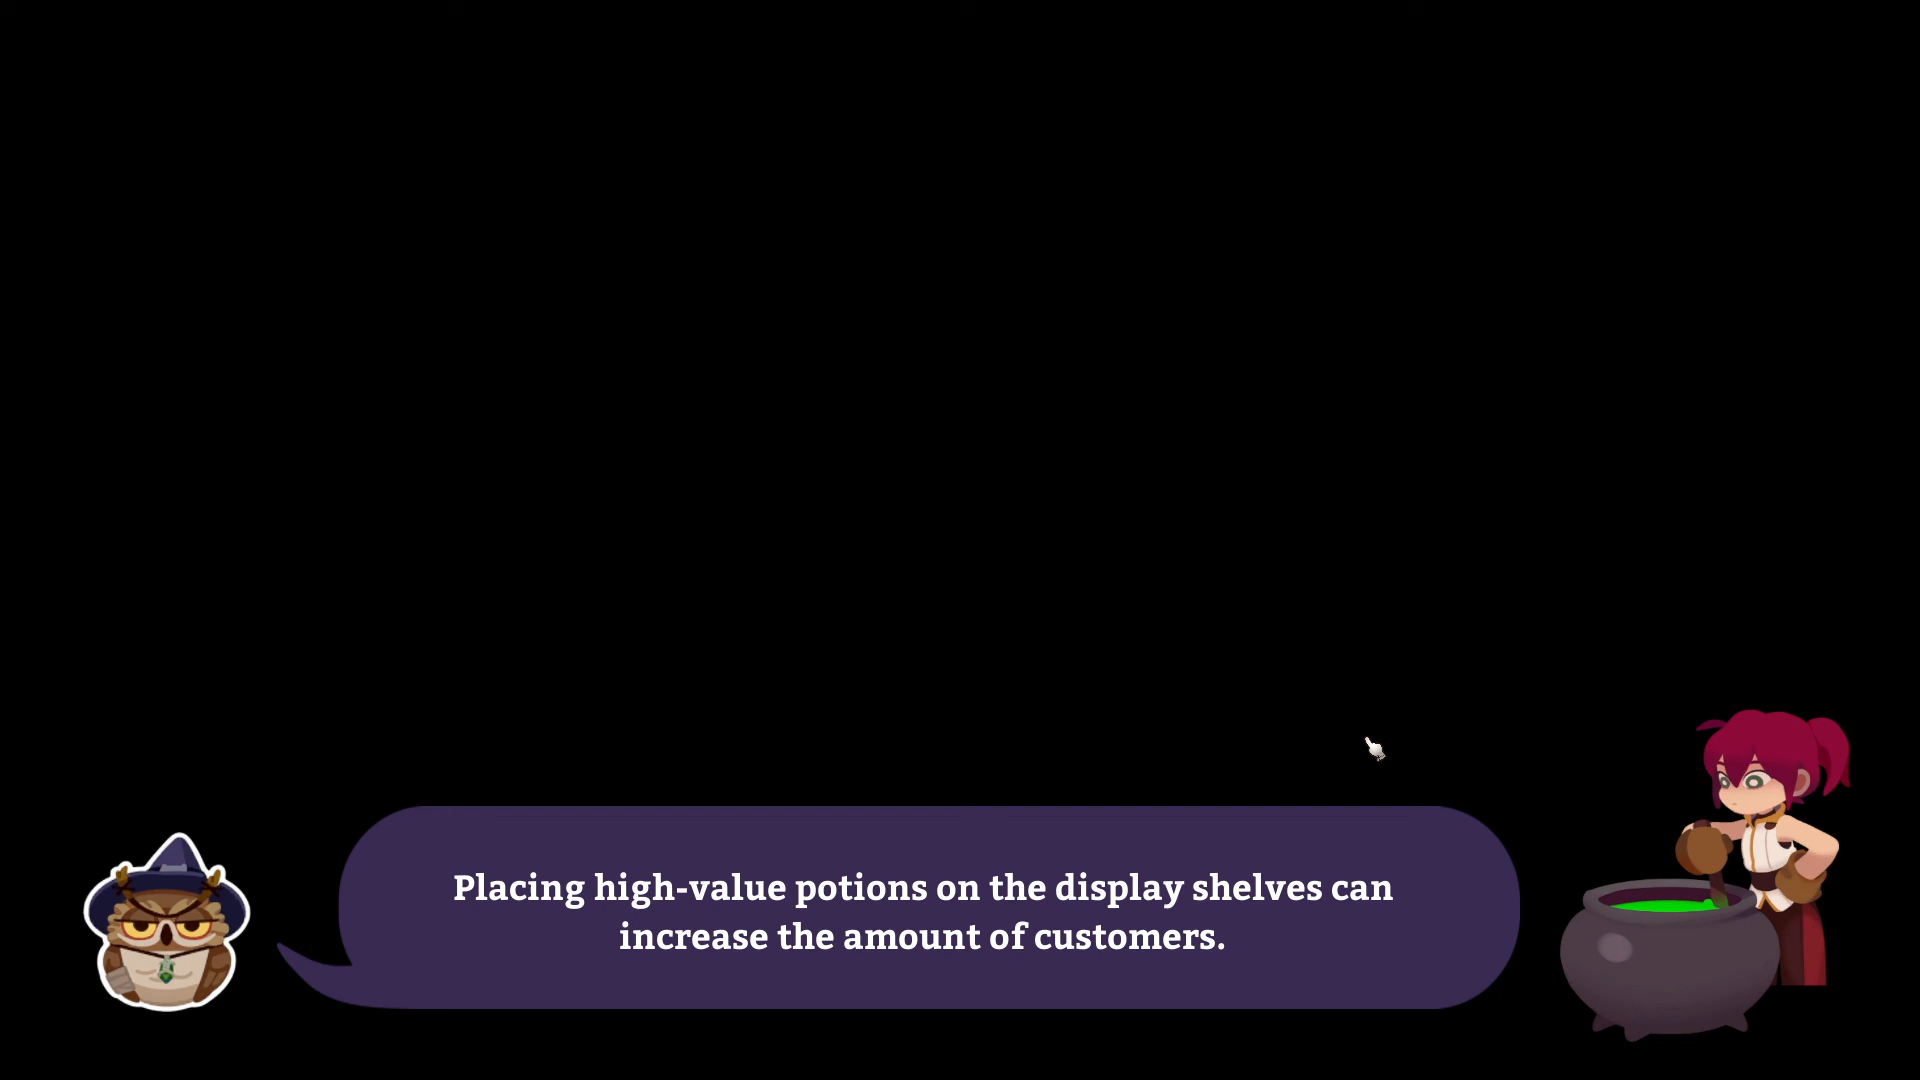 Placing high-value potions on the display shelves can
increase the amount of customers.